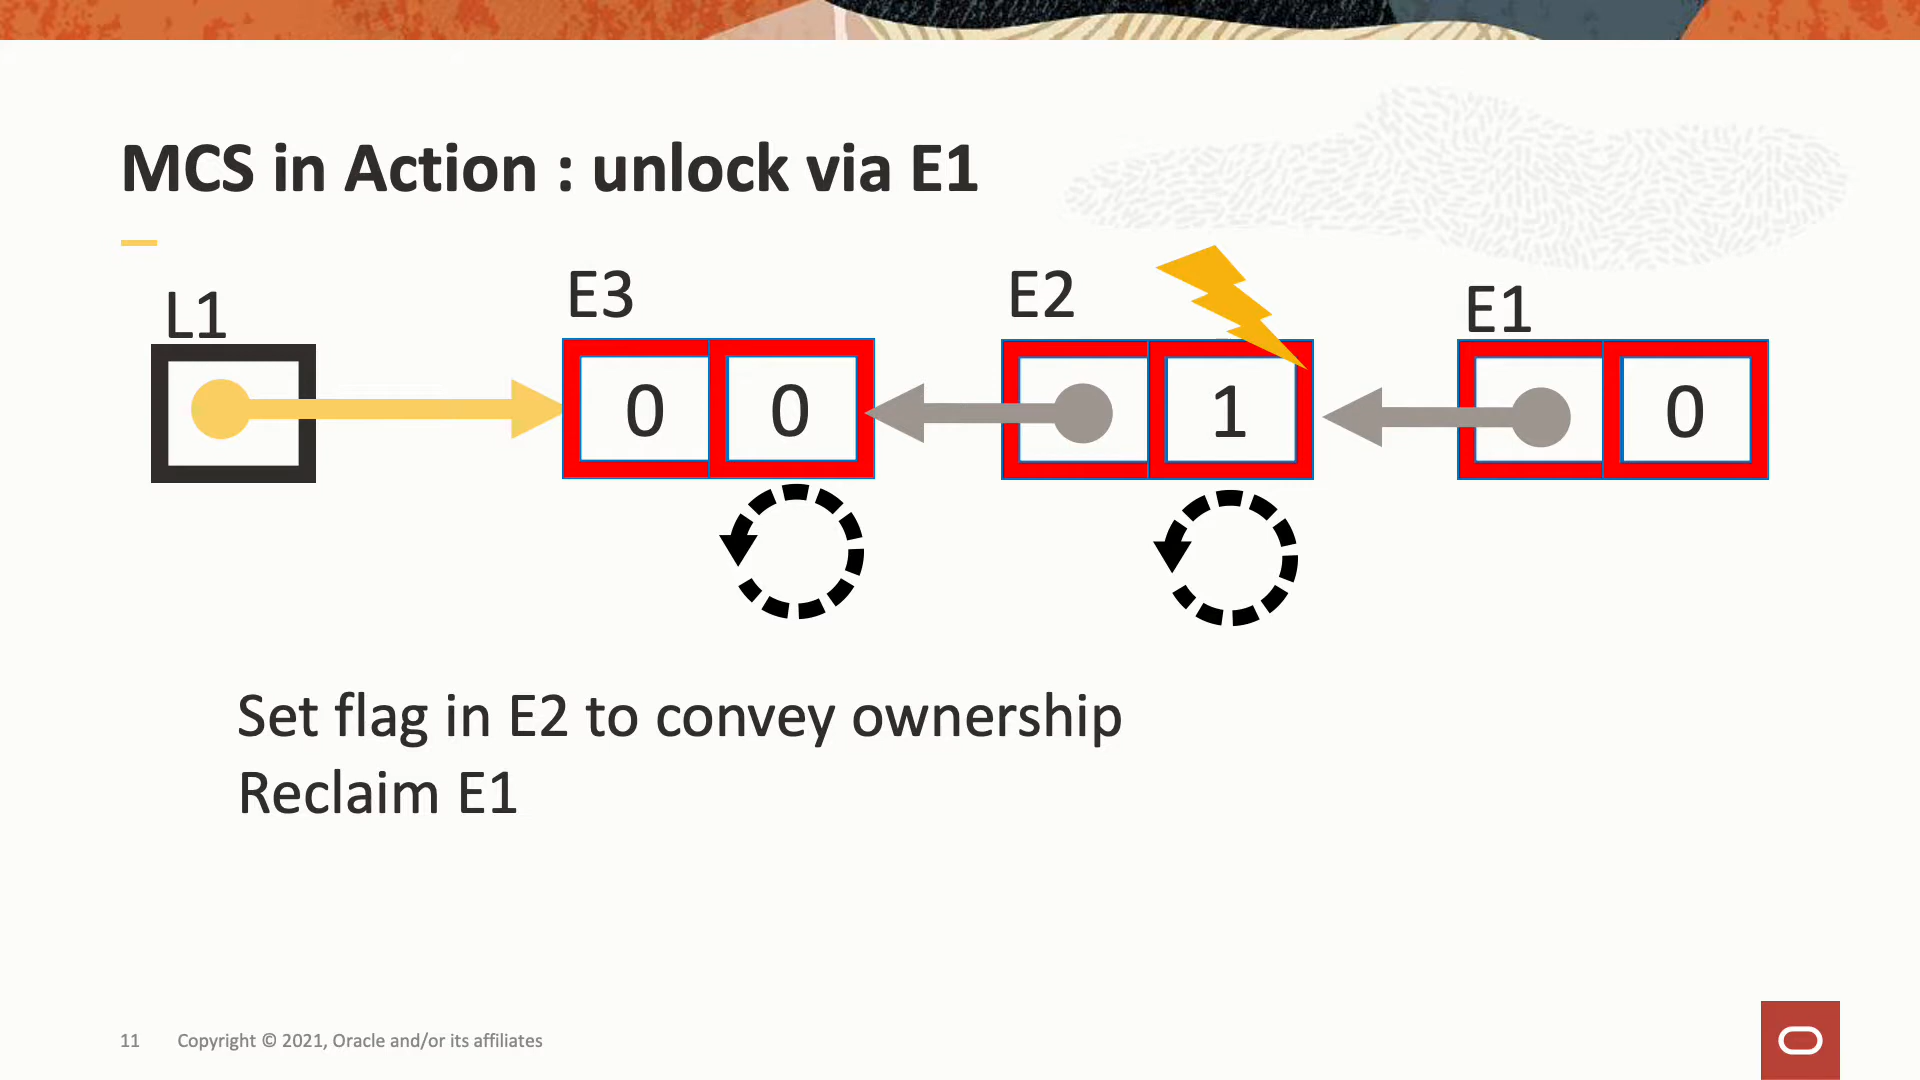 MCS in Action : unlock via E1
L1
E3
E2
E1
0 0
1
0
Set flag in E2 to convey ownership
Reclaim E1
11 Copyright © 2021, Oracle and/or its affiliates